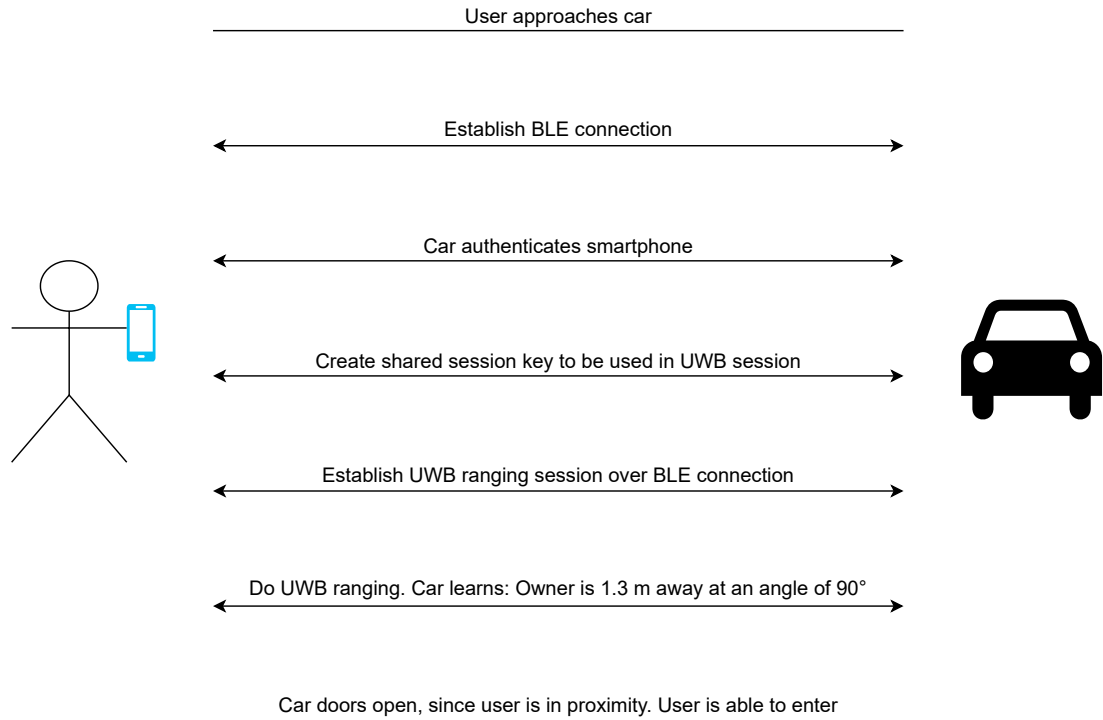 User approaches car
Establish BLE connection
Car authenticates smartphone
Create shared session key to be used in UWB session
Establish UWB ranging session over BLE connection
Do UWB ranging. Car learns: Owner is 1.3 m away at an angle of 90°
Car doors open, since user is in proximity. User is able to enter